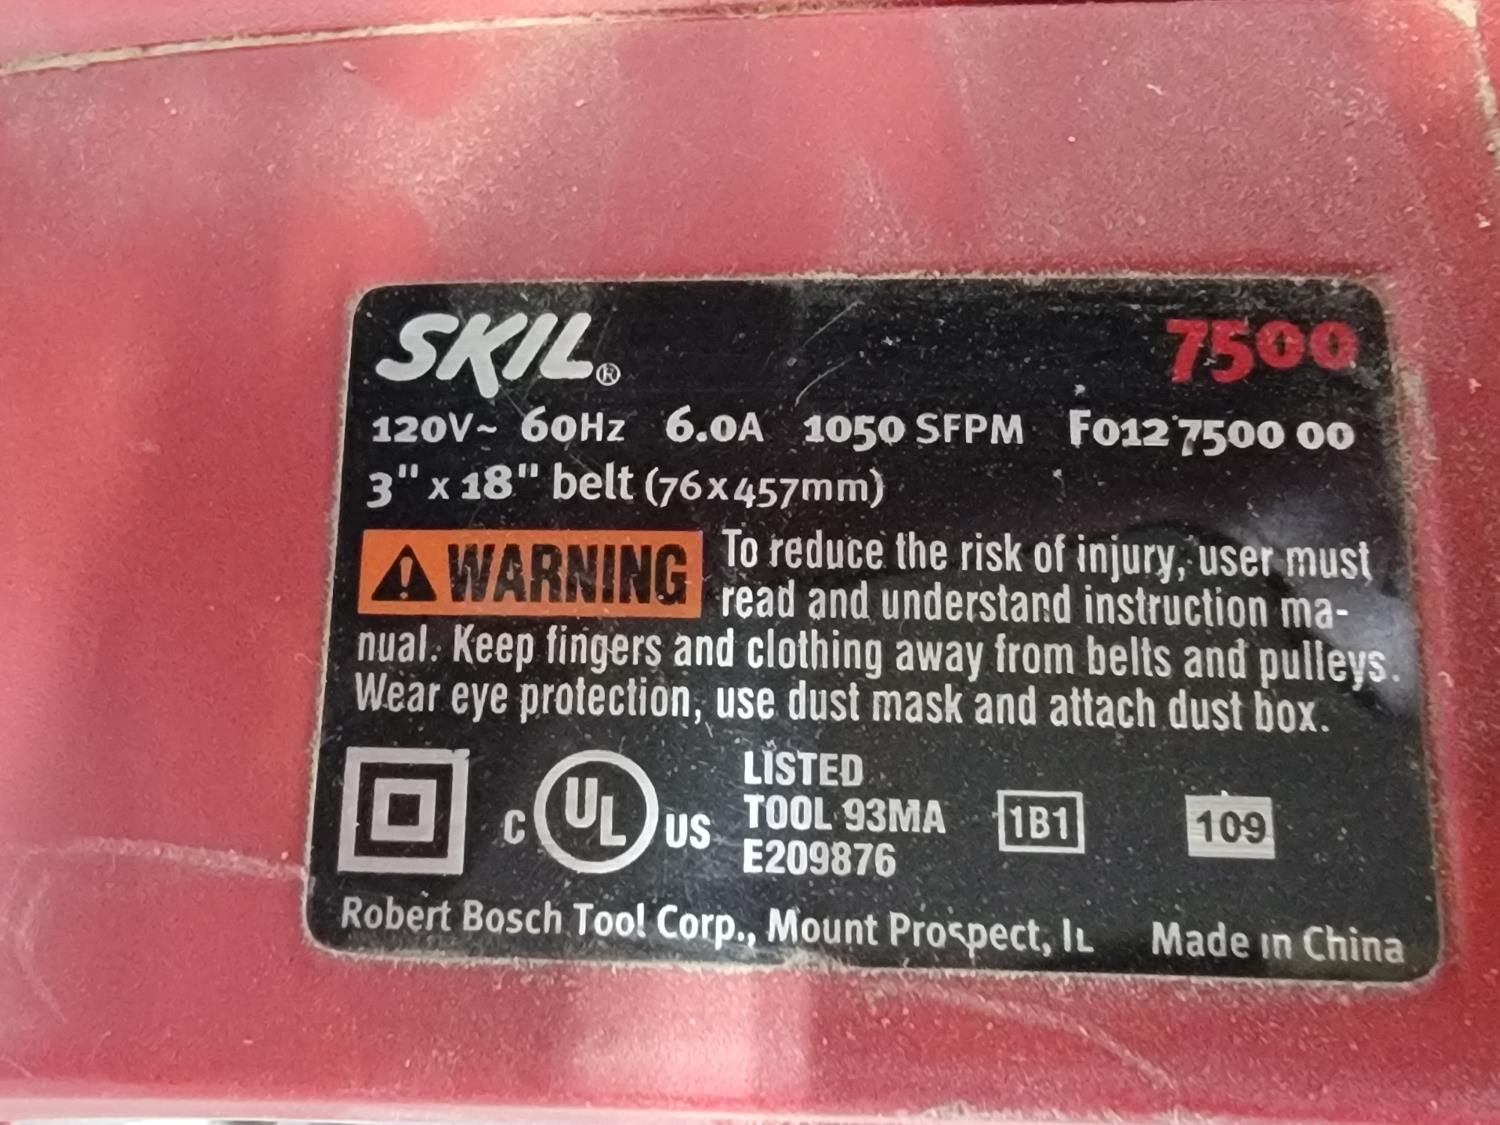 SKIL® 7500
120V~ 60Hz 6.0A 1050 SFPM F012 7500 00
3" x 18" belt (76x457mm)
⚠ WARNING To reduce the risk of injury, user must
read and understand instruction ma-
nual. Keep fingers and clothing away from belts and pulleys.
Wear eye protection, use dust mask and attach dust box.
C UL US LISTED
TOOL 93MA
E209876
1B1
109
Robert Bosch Tool Corp., Mount Prospect, IL Made in China